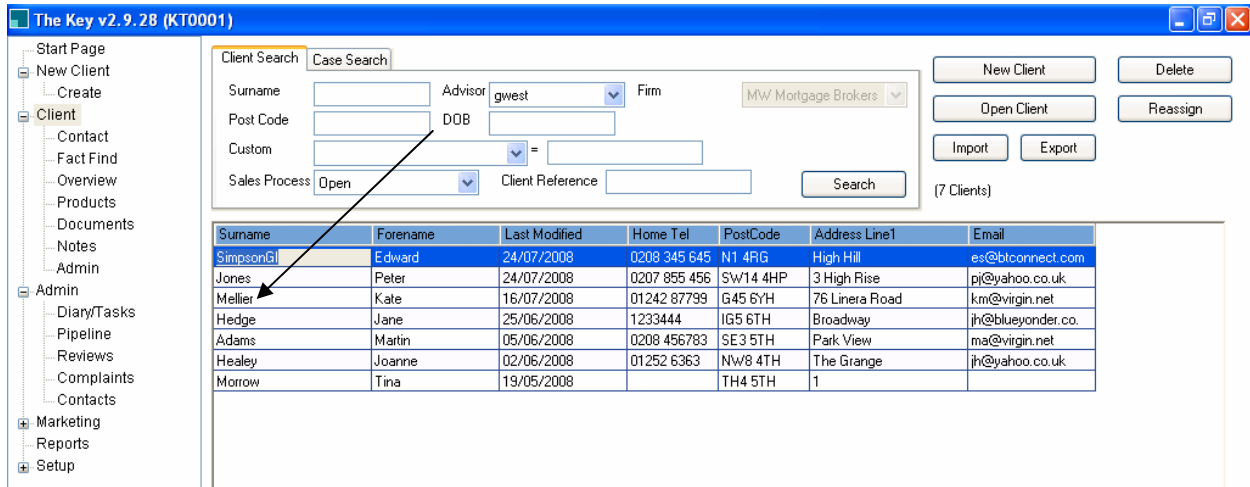 The Key v2.9.28 (KT0001)
Start Page
New Client
Create
Client
Contact
Fact Find
Overview
Products
Documents
Notes
Admin
Admin
Diary/Tasks
Pipeline
Reviews
Complaints
Contacts
Marketing
Reports
Setup
Client Search Case Search
Surname Advisor gwest Firm MW Mortgage Brokers
Post Code DOB
Custom =
Sales Process Open Client Reference Search
New Client Delete
Open Client Reassign
Import Export
(7 Clients)
Surname Forename Last Modified Home Tel PostCode Address Line1 Email
SimpsonGI Edward 24/07/2008 0208 345 645 N1 4RG High Hill es@btconnect.com
Jones Peter 24/07/2008 0207 855 456 SW14 4HP 3 High Rise pj@yahoo.co.uk
Mellier Kate 16/07/2008 01242 87799 G45 6YH 76 Linera Road km@virgin.net
Hedge Jane 25/06/2008 1233444 IG5 6TH Broadway jh@blueyonder.co.
Adams Martin 05/06/2008 0208 456783 SE3 5TH Park View ma@virgin.net
Healey Joanne 02/06/2008 01252 6363 NW8 4TH The Grange jh@yahoo.co.uk
Morrow Tina 19/05/2008 TH4 5TH 1